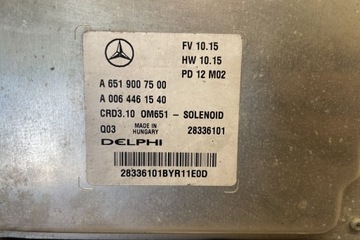 FV 10.15
HW 10.15
PD 12 M02
A 651 900 75 00
A 006 446 15 40
CRD3.10 OM651 - SOLENOID
Q03 MADE IN HUNGARY 28336101
DELPHI
28336101BYR11E0D